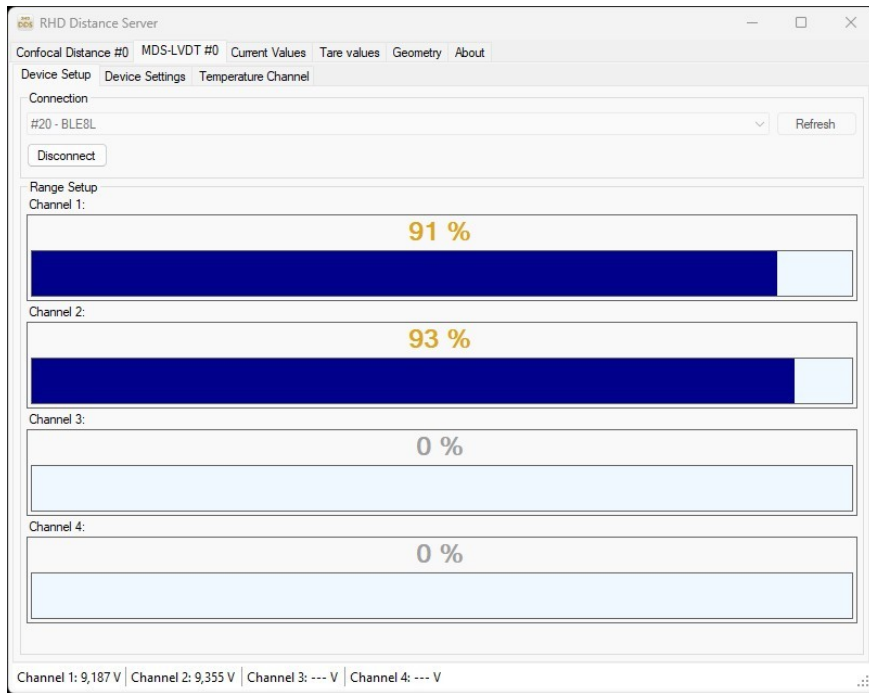 RHD Distance Server
Confocal Distance #0 MDS-LVDT #0 Current Values Tare values Geometry About
Device Setup Device Settings Temperature Channel
Connection
#20 - BLE8L Refresh
Disconnect
Range Setup
Channel 1:
91 %
Channel 2:
93 %
Channel 3:
0 %
Channel 4:
0 %
Channel 1: 9,187 V Channel 2: 9,355 V Channel 3: --- V Channel 4: --- V